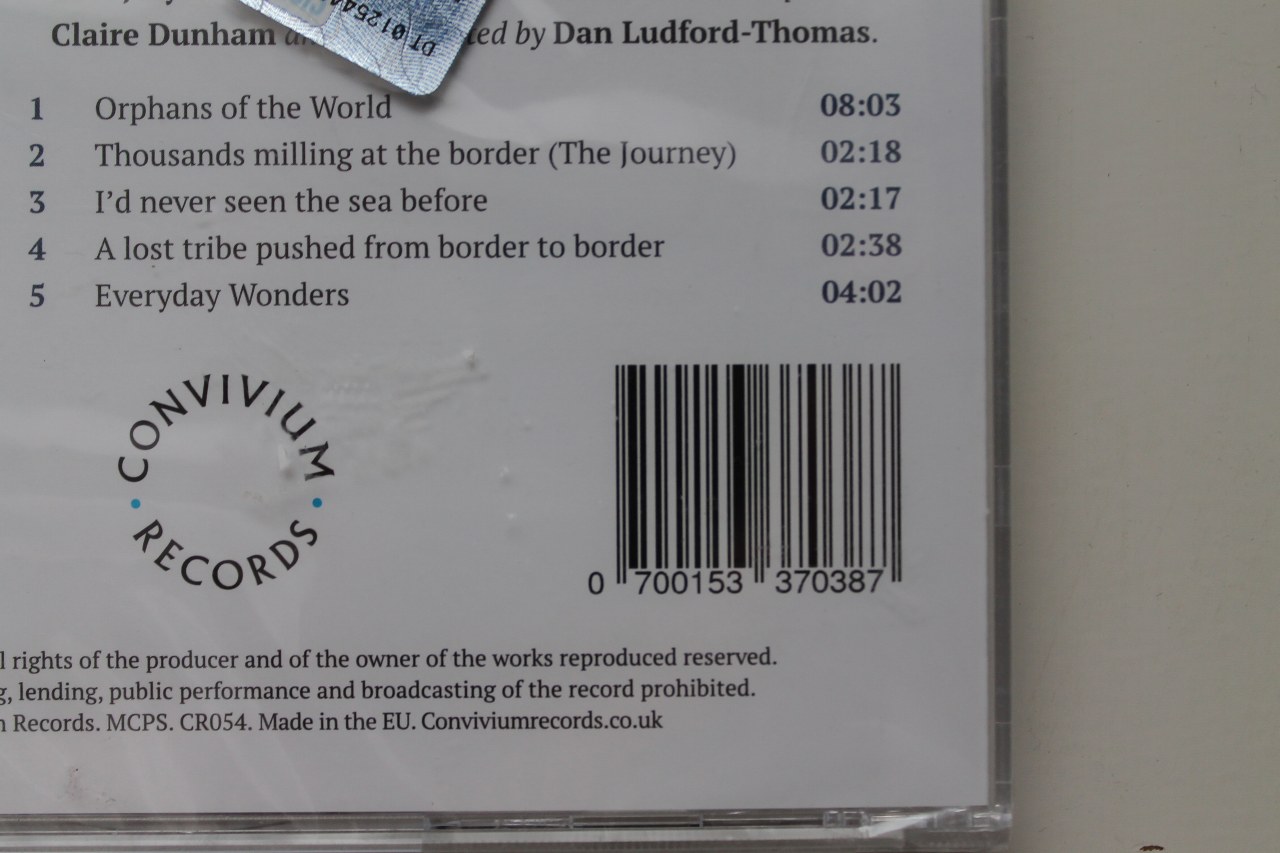 Claire Dunham by Dan Ludford-Thomas.
DT 01254
1 Orphans of the World 08:03
2 Thousands milling at the border (The Journey) 02:18
3 I'd never seen the sea before 02:17
4 A lost tribe pushed from border to border 02:38
5 Everyday Wonders 04:02
CONVIVIUM
RECORDS
0 700153 370387
rights of the producer and of the owner of the works reproduced reserved.
lending, public performance and broadcasting of the record prohibited.
Records. MCPS. CR054. Made in the EU. Conviviumrecords.co.uk